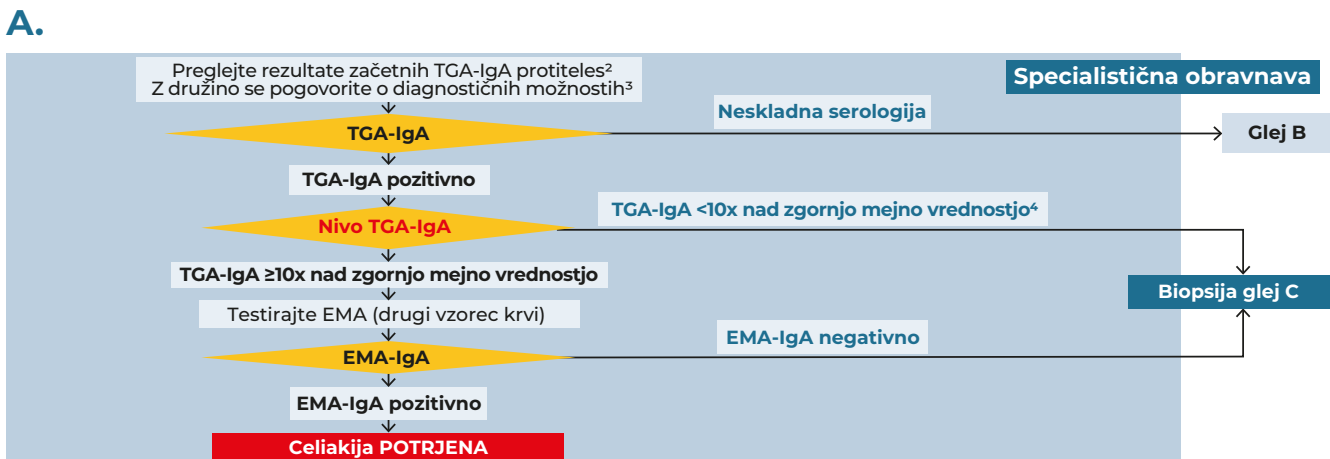 A.
Preglejte rezultate začetnih TGA-IgA protiteles²
Z družino se pogovorite o diagnostičnih možnostih³
Specialistična obravnava
Neskladna serologija
TGA-IgA
Glej B
TGA-IgA pozitivno
TGA-IgA <10x nad zgornjo mejno vrednostjo⁴
Nivo TGA-IgA
TGA-IgA ≥10x nad zgornjo mejno vrednostjo
Biopsija glej C
Testirajte EMA (drugi vzorec krvi)
EMA-IgA negativno
EMA-IgA
EMA-IgA pozitivno
Celiakija POTRJENA